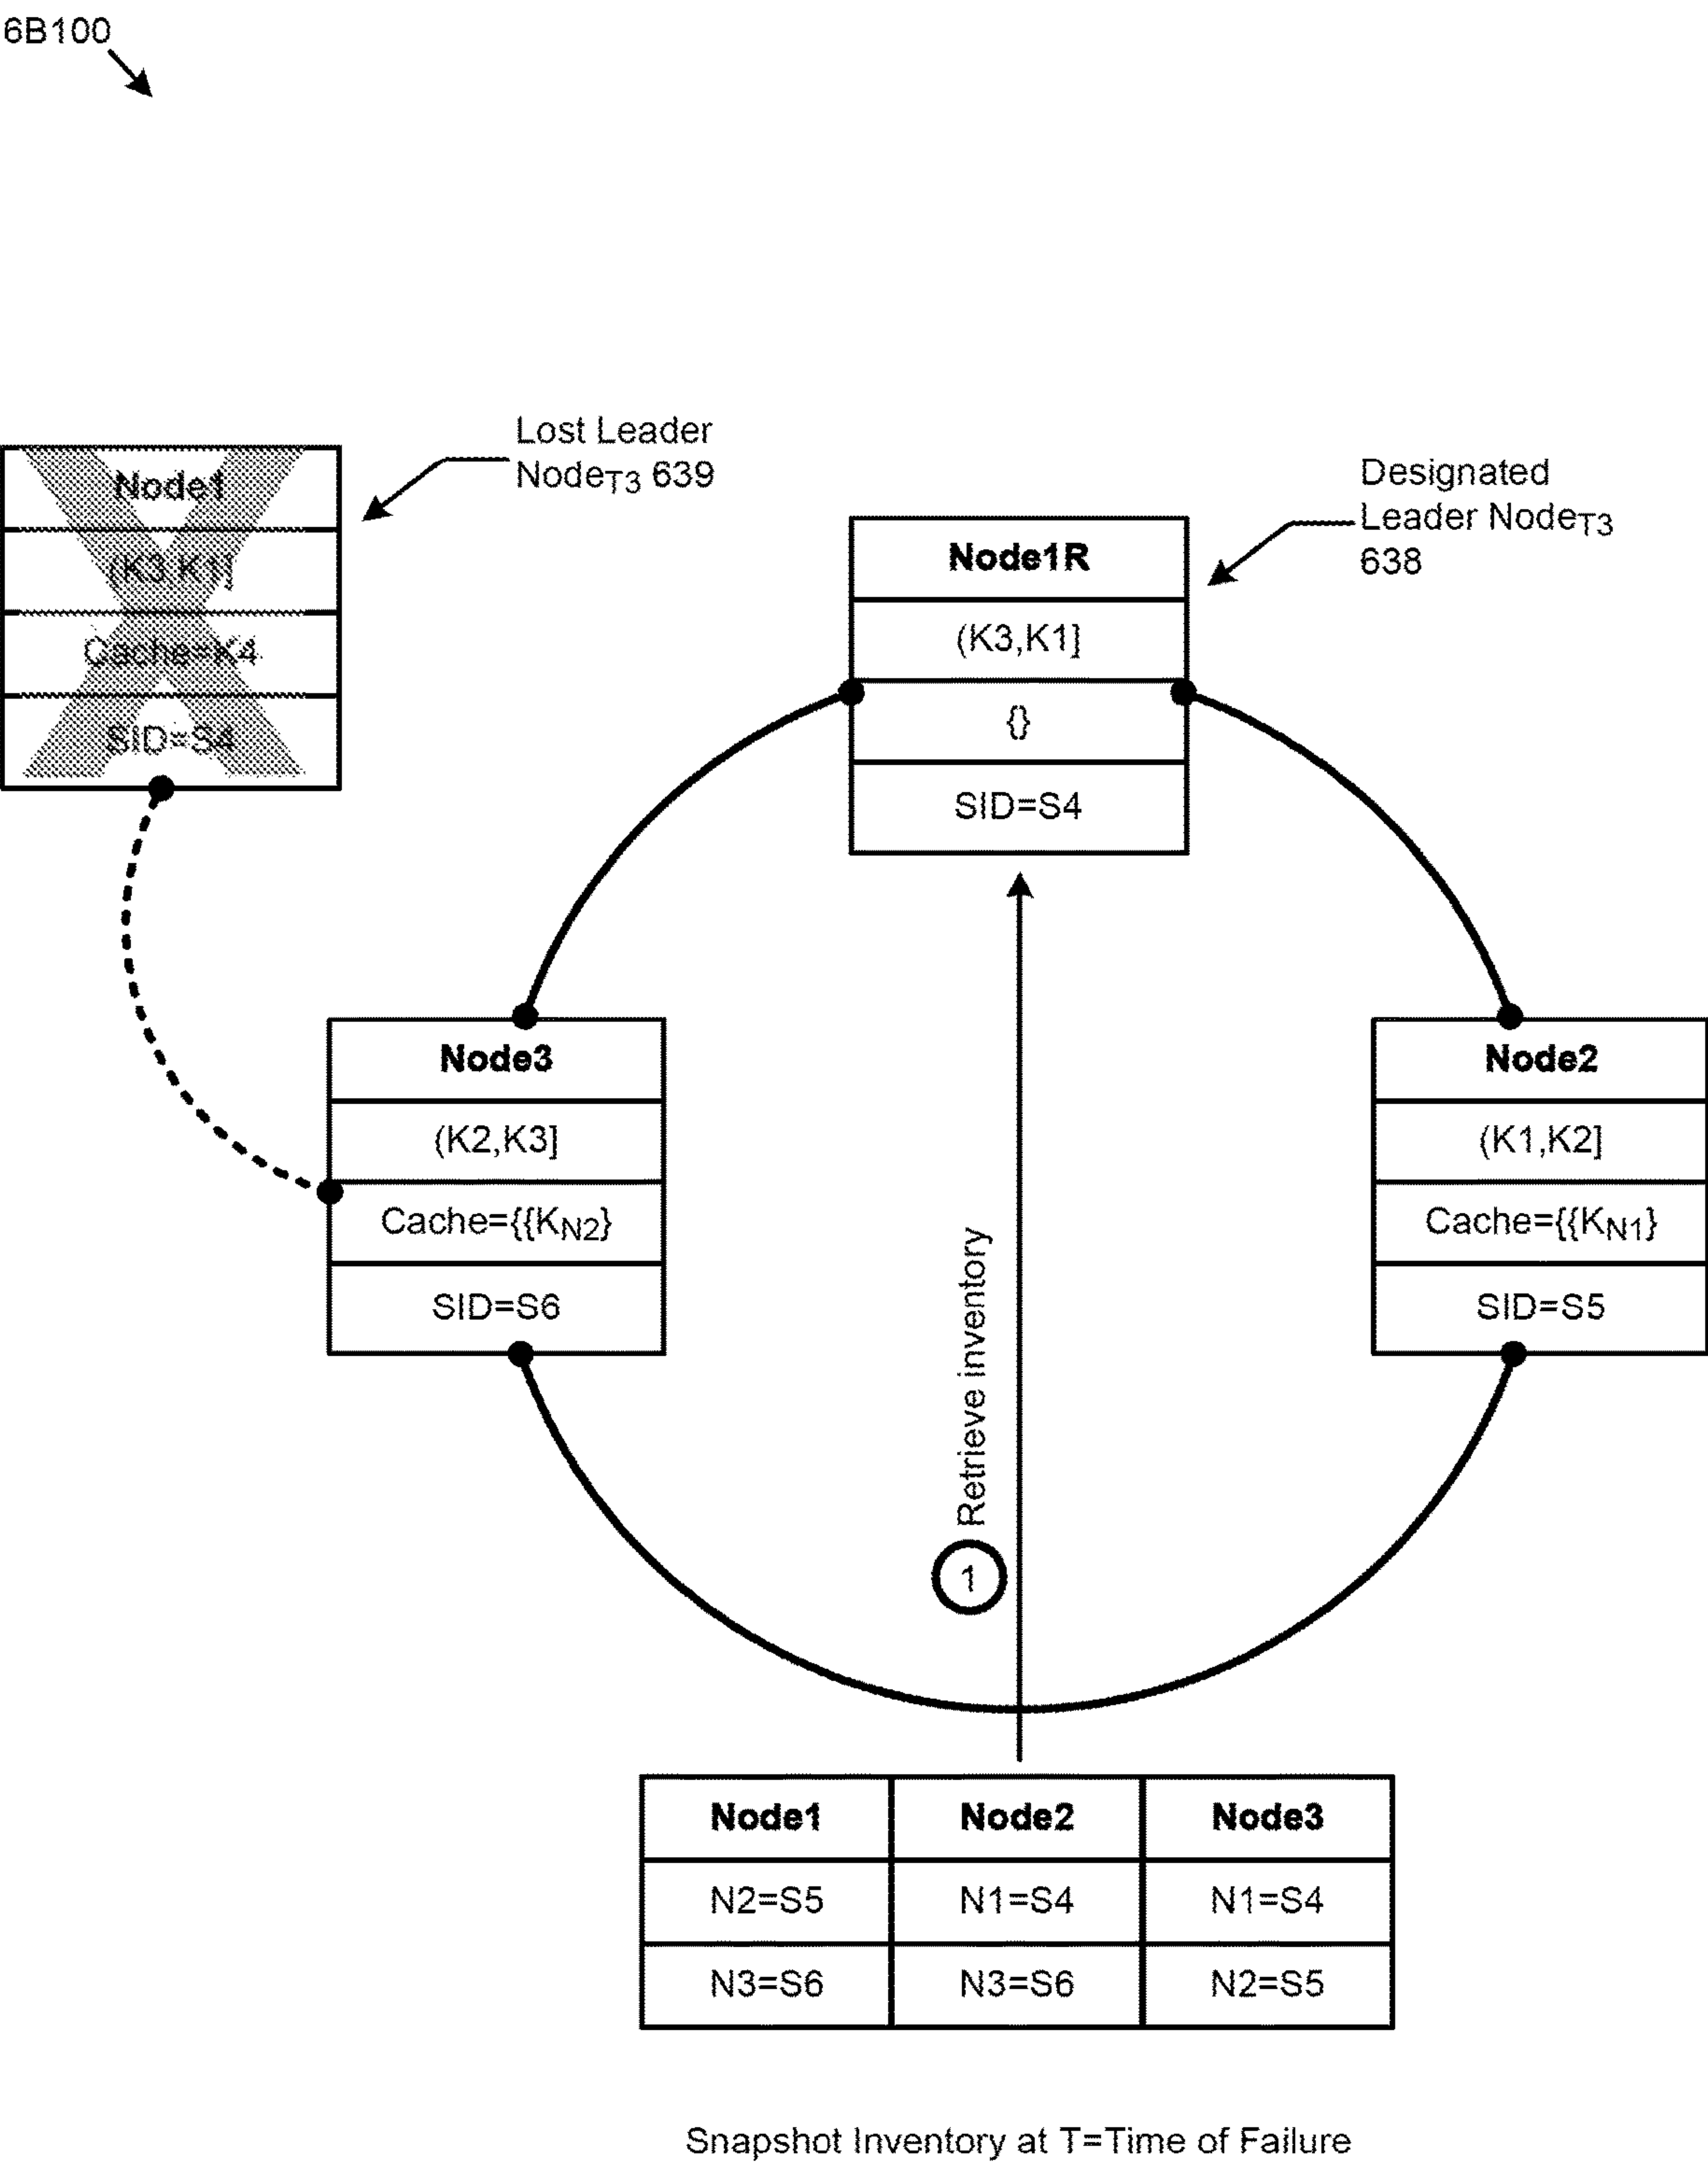 6B100
Lost Leader
NodeT3 639
Designated
Leader NodeT3
638
Node1
(K3,K1]
Cache=K4
SID=S4
Node1R
(K3,K1]
{}
SID=S4
Node3
(K2,K3]
Cache={{KN2}
SID=S6
Node2
(K1,K2]
Cache={{KN1}
SID=S5
Retrieve inventory
1
Node1 Node2 Node3
N2=S5 N1=S4 N1=S4
N3=S6 N3=S6 N2=S5
Snapshot Inventory at T=Time of Failure